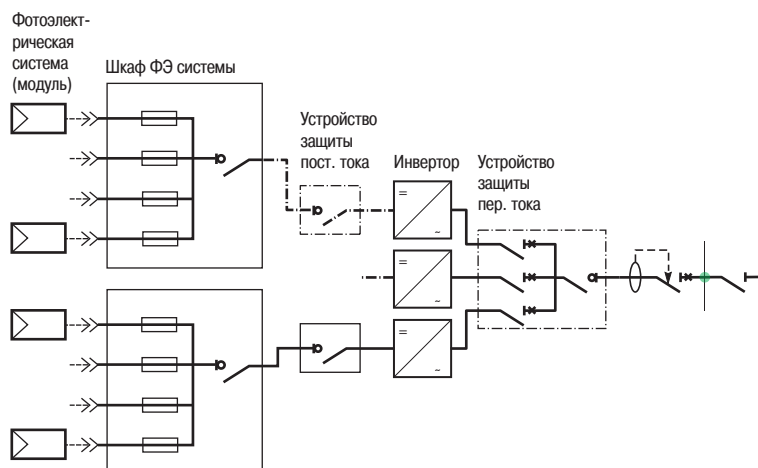 Фотоэлект-
рическая
система
(модуль)
Шкаф ФЭ системы
Устройство
защиты
пост. тока
Инвертор
Устройство
защиты
пер. тока
=
~
=
~
=
~